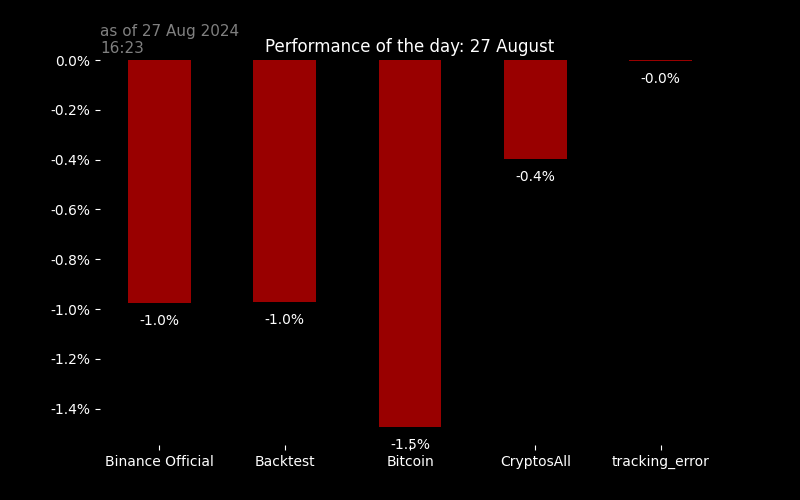 as of 27 Aug 2024
16:23
Performance of the day: 27 August
0.0%
-0.2%
-0.4%
-0.6%
-0.8%
-1.0%
-1.2%
-1.4%
-1.0%
-1.0%
-1.5%
-0.4%
-0.0%
Binance Official
Backtest
Bitcoin
CryptosAll
tracking_error